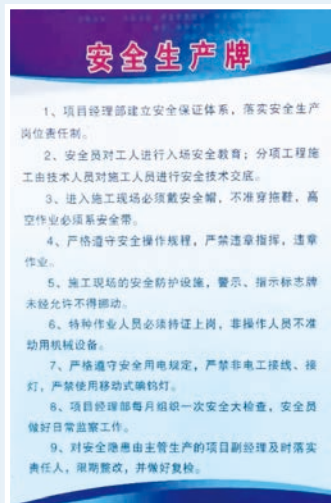 安全生产牌
1、项目经理部建立安全保证体系，落实安全生产
岗位责任制。
2、安全员对工人进行入场安全教育；分项工程施
工由技术人员对施工人员进行安全技术交底。
3、进入施工现场必须戴安全帽，不准穿拖鞋，高
空作业必须系安全带。
4、严格遵守安全操作规程，严禁违章指挥，违章
作业。
5、施工现场的安全防护设施，警示、指示标志牌
未经允许不得挪动。
6、特种作业人员必须持证上岗，非操作人员不准
动用机械设备。
7、严格遵守安全用电规定，严禁非电工接线、接
灯，严禁使用移动式碘钨灯。
8、项目经理部每月组织一次安全大检查，安全员
做好日常监察工作。
9、对安全隐患由主管生产的项目副经理及时落实
责任人，限期整改，并做好复检。